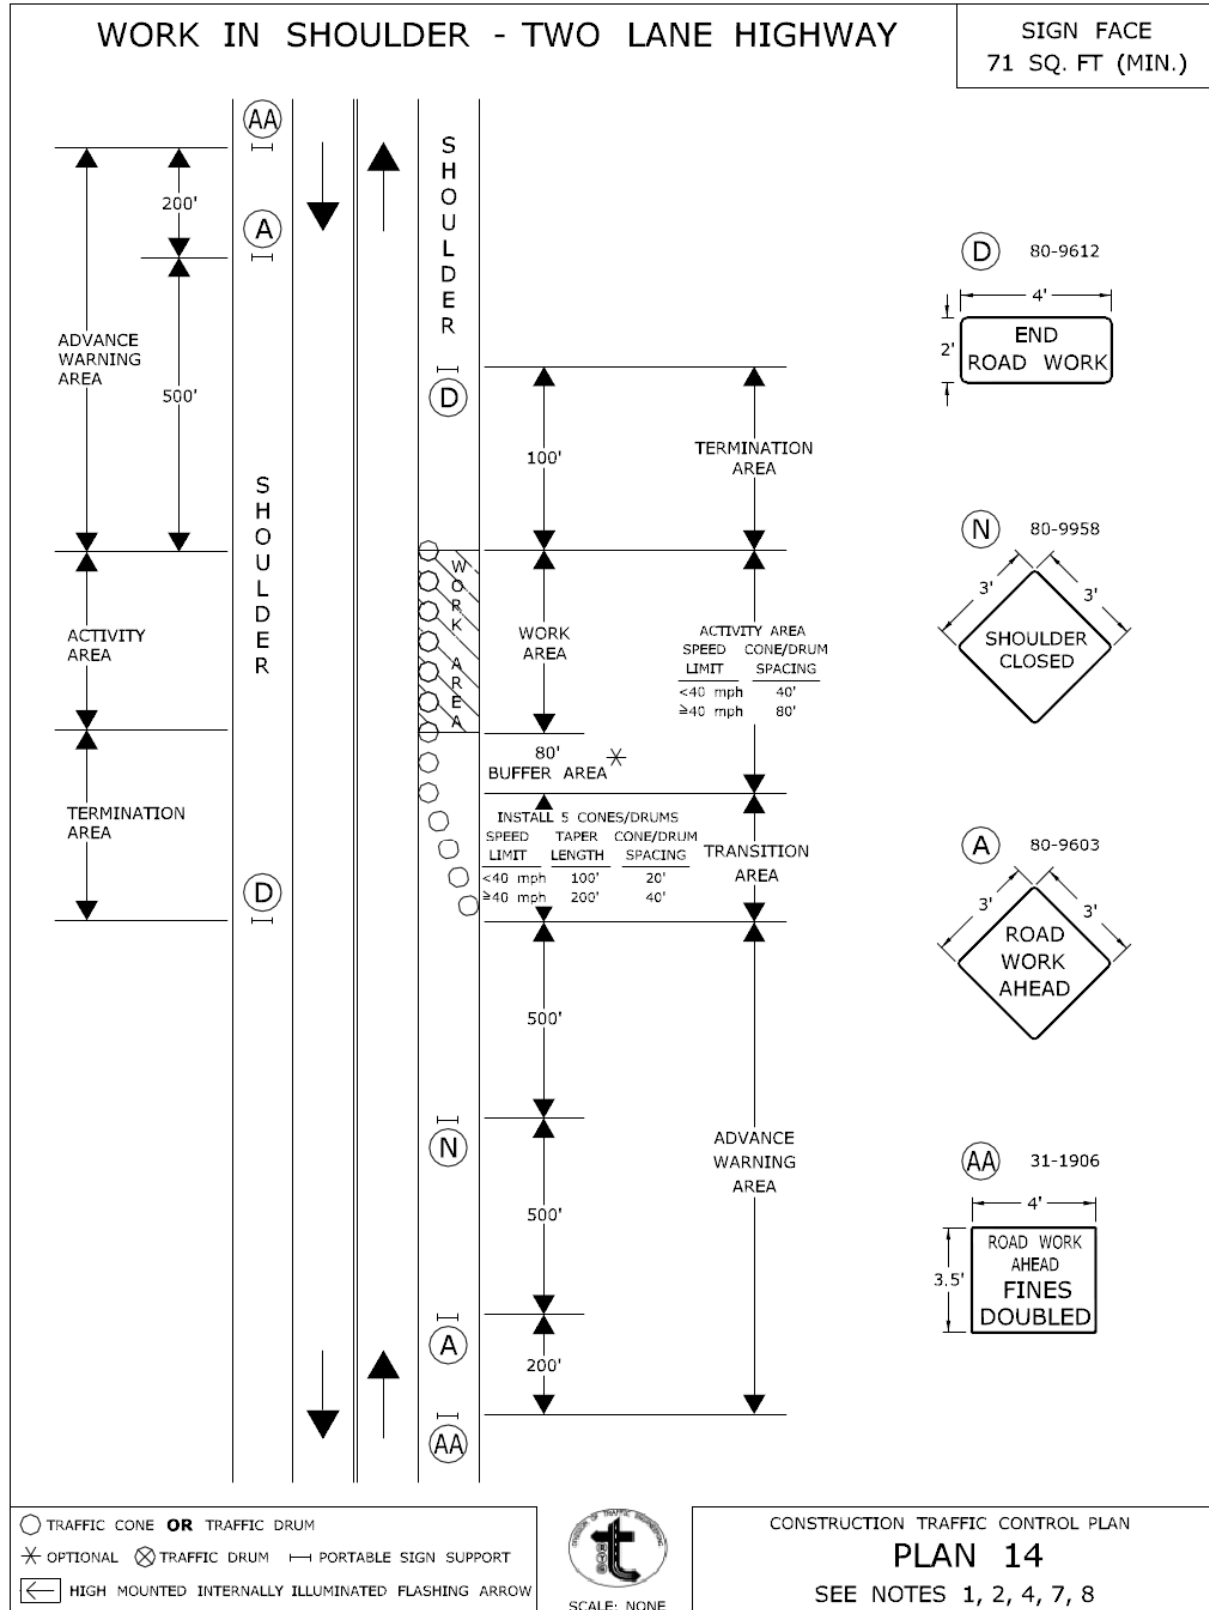 WORK IN SHOULDER - TWO LANE HIGHWAY
SIGN FACE
71 SQ. FT (MIN.)
AA
200'
A
ADVANCE
WARNING
AREA
500'
SHOULDER
ACTIVITY
AREA
TERMINATION
AREA
D
SHOULDER
D
100'
TERMINATION
AREA
WORK AREA
WORK
AREA
ACTIVITY AREA
SPEED CONE/DRUM
LIMIT SPACING
<40 mph 40'
≥40 mph 80'
80'
BUFFER AREA
INSTALL 5 CONES/DRUMS
SPEED TAPER CONE/DRUM
LIMIT LENGTH SPACING
<40 mph 100' 20'
≥40 mph 200' 40'
TRANSITION
AREA
500'
N
500'
ADVANCE
WARNING
AREA
A
200'
AA
D 80-9612
4'
2'
END
ROAD WORK
N 80-9958
3' 3'
SHOULDER
CLOSED
A 80-9603
3' 3'
ROAD
WORK
AHEAD
AA 31-1906
4'
3.5'
ROAD WORK
AHEAD
FINES
DOUBLED
TRAFFIC CONE OR TRAFFIC DRUM
OPTIONAL TRAFFIC DRUM PORTABLE SIGN SUPPORT
HIGH MOUNTED INTERNALLY ILLUMINATED FLASHING ARROW
DIVISION OF TRAFFIC ENGINEERING
SCALE: NONE
CONSTRUCTION TRAFFIC CONTROL PLAN
PLAN 14
SEE NOTES 1, 2, 4, 7, 8